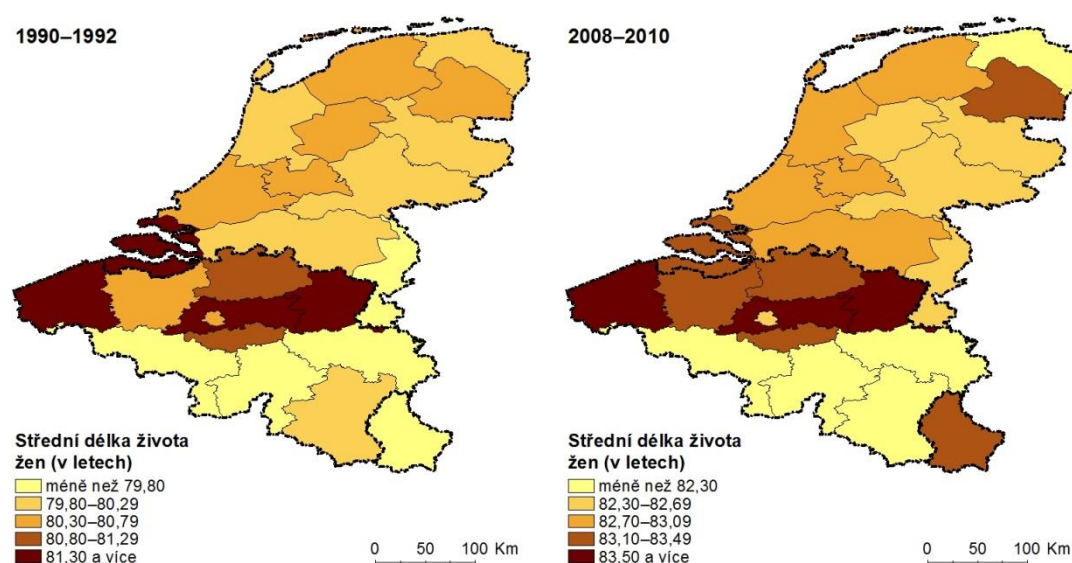 1990–1992
Střední délka života
žen (v letech)
méně než 79,80
79,80–80,29
80,30–80,79
80,80–81,29
81,30 a více
0 50 100 Km
2008–2010
Střední délka života
žen (v letech)
méně než 82,30
82,30–82,69
82,70–83,09
83,10–83,49
83,50 a více
0 50 100 Km